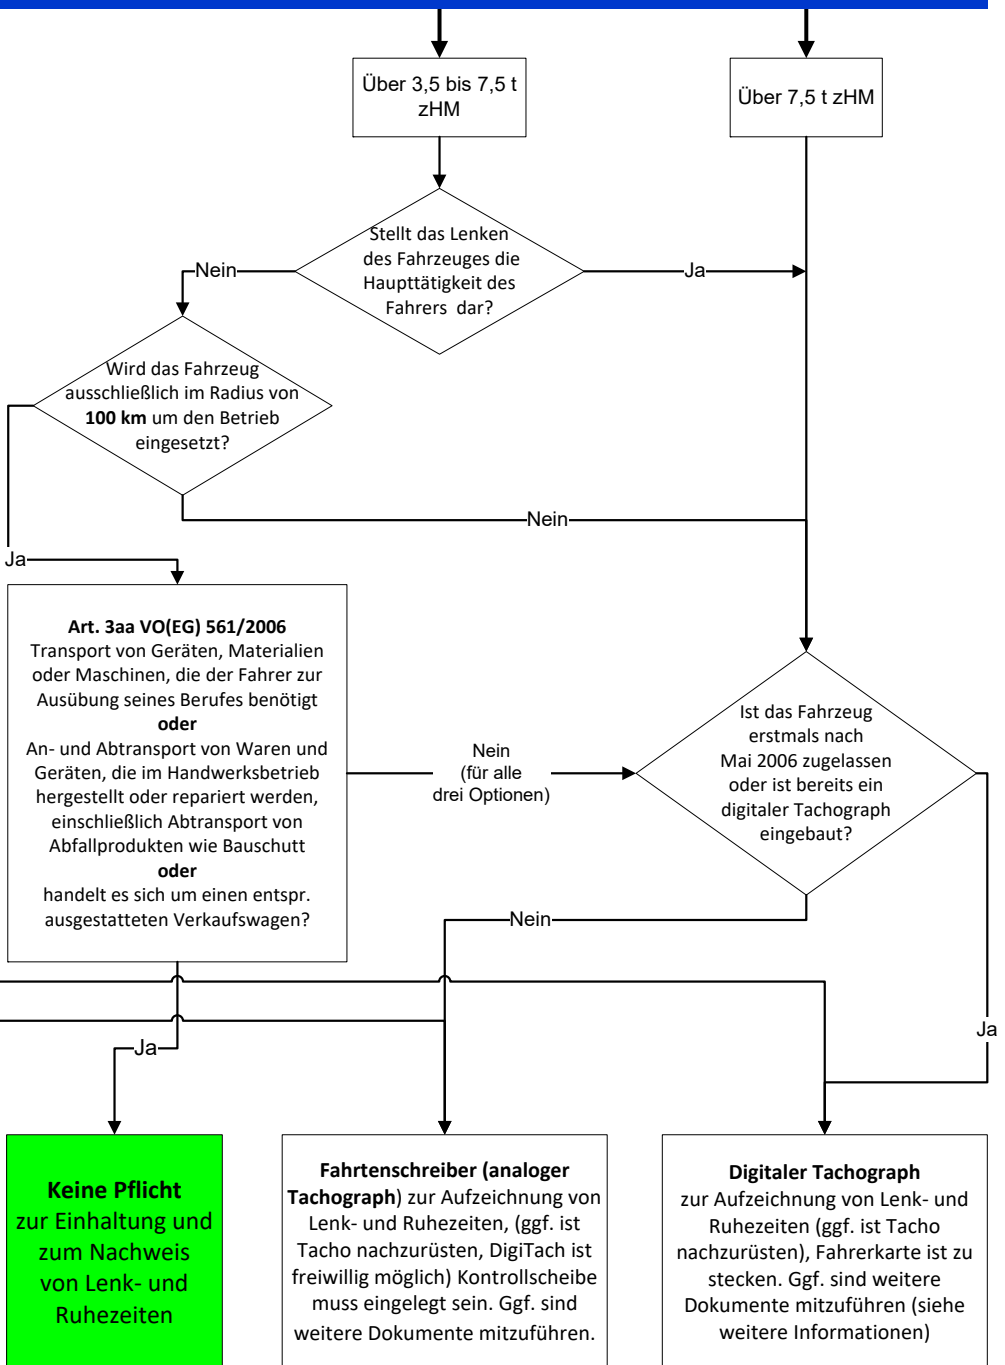 Über 3,5 bis 7,5 t
zHM
Über 7,5 t zHM
Stellt das Lenken
des Fahrzeuges die
Haupttätigkeit des
Fahrers dar?
Nein
Ja
Wird das Fahrzeug
ausschließlich im Radius von
100 km um den Betrieb
eingesetzt?
Nein
Ja
Art. 3aa VO(EG) 561/2006
Transport von Geräten, Materialien
oder Maschinen, die der Fahrer zur
Ausübung seines Berufes benötigt
oder
An- und Abtransport von Waren und
Geräten, die im Handwerksbetrieb
hergestellt oder repariert werden,
einschließlich Abtransport von
Abfallprodukten wie Bauschutt
oder
handelt es sich um einen entspr.
ausgestatteten Verkaufswagen?
Nein
(für alle
drei Optionen)
Ist das Fahrzeug
erstmals nach
Mai 2006 zugelassen
oder ist bereits ein
digitaler Tachograph
eingebaut?
Nein
Ja
Ja
Keine Pflicht
zur Einhaltung und
zum Nachweis
von Lenk- und
Ruhezeiten
Fahrtenschreiber (analoger
Tachograph) zur Aufzeichnung von
Lenk- und Ruhezeiten, (ggf. ist
Tacho nachzurüsten, DigiTach ist
freiwillig möglich) Kontrollscheibe
muss eingelegt sein. Ggf. sind
weitere Dokumente mitzuführen.
Digitaler Tachograph
zur Aufzeichnung von Lenk- und
Ruhezeiten (ggf. ist Tacho
nachzurüsten), Fahrerkarte ist zu
stecken. Ggf. sind weitere
Dokumente mitzuführen (siehe
weitere Informationen)